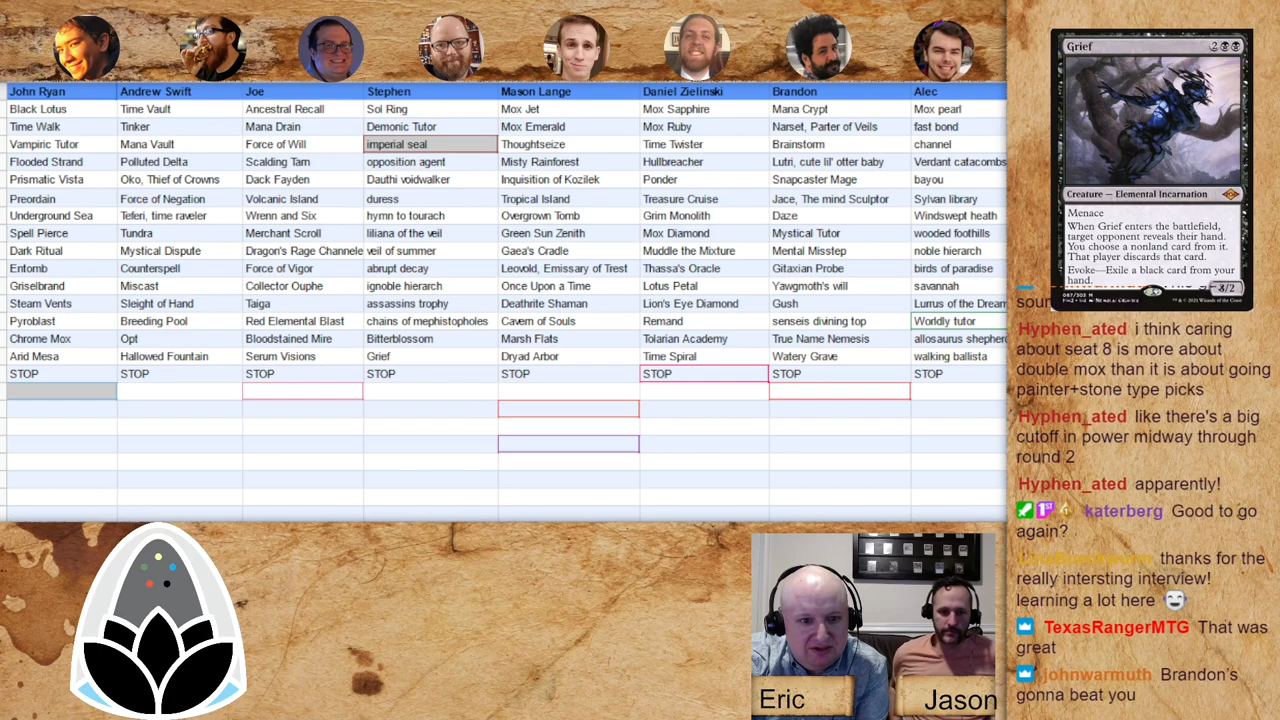 John Ryan Andrew Swift Joe Stephen Mason Lange Daniel Zielinski Brandon Alec
Black Lotus Time Vault Ancestral Recall Sol Ring Mox Jet Mox Sapphire Mana Crypt Mox pearl
Time Walk Tinker Mana Drain Demonic Tutor Mox Emerald Mox Ruby Narset, Parter of Veils fast bond
Vampiric Tutor Mana Vault Force of Will imperial seal Thoughtseize Time Twister Brainstorm channel
Flooded Strand Polluted Delta Scalding Tarn opposition agent Misty Rainforest Hullbreacher Lutri, cute lil' otter baby Verdant catacombs
Prismatic Vista Oko, Thief of Crowns Dack Fayden Dauthi voidwalker Inquisition of Kozilek Ponder Snapcaster Mage bayou
Preordain Force of Negation Volcanic Island duress Tropical Island Treasure Cruise Jace, The mind Sculptor Sylvan library
Underground Sea Teferi, time raveler Wrenn and Six hymn to tourach Overgrown Tomb Grim Monolith Daze Windswept heath
Spell Pierce Tundra Merchant Scroll liliana of the veil Green Sun Zenith Mox Diamond Mystical Tutor wooded foothills
Dark Ritual Mystical Dispute Dragon's Rage Channele veil of summer Gaea's Cradle Muddle the Mixture Mental Misstep noble hierarch
Entomb Counterspell Force of Vigor abrupt decay Leovold, Emissary of Trest Thassa's Oracle Gitaxian Probe birds of paradise
Griselbrand Miscast Collector Ouphe ignoble hierarch Once Upon a Time Lotus Petal Yawgmoth's will savannah
Steam Vents Sleight of Hand Taiga assassins trophy Deathrite Shaman Lion's Eye Diamond Gush Lurrus of the Dream
Pyroblast Breeding Pool Red Elemental Blast chains of mephistopholes Cavern of Souls Remand senseis divining top Worldly tutor
Chrome Mox Opt Bloodstained Mire Bitterblossom Marsh Flats Tolarian Academy True Name Nemesis allosaurus shepher
Arid Mesa Hallowed Fountain Serum Visions Grief Dryad Arbor Time Spiral Watery Grave walking ballista
STOP STOP STOP STOP STOP STOP STOP STOP
Grief 2
Creature — Elemental Incarnation
Menace
When Grief enters the battlefield,
target opponent reveals their hand.
You choose a nonland card from it.
That player discards that card.
Evoke—Exile a black card from your
hand.
3/2
Hyphen_ated i think caring
about seat 8 is more about
double mox than it is about going
painter+stone type picks
Hyphen_ated like there's a big
cutoff in power midway through
round 2
Hyphen_ated apparently!
katerberg Good to go
again?
thanks for the
really intersting interview!
learning a lot here
TexasRangerMTG That was
great
johnwarmuth Brandon's
gonna beat you
Eric
Jason